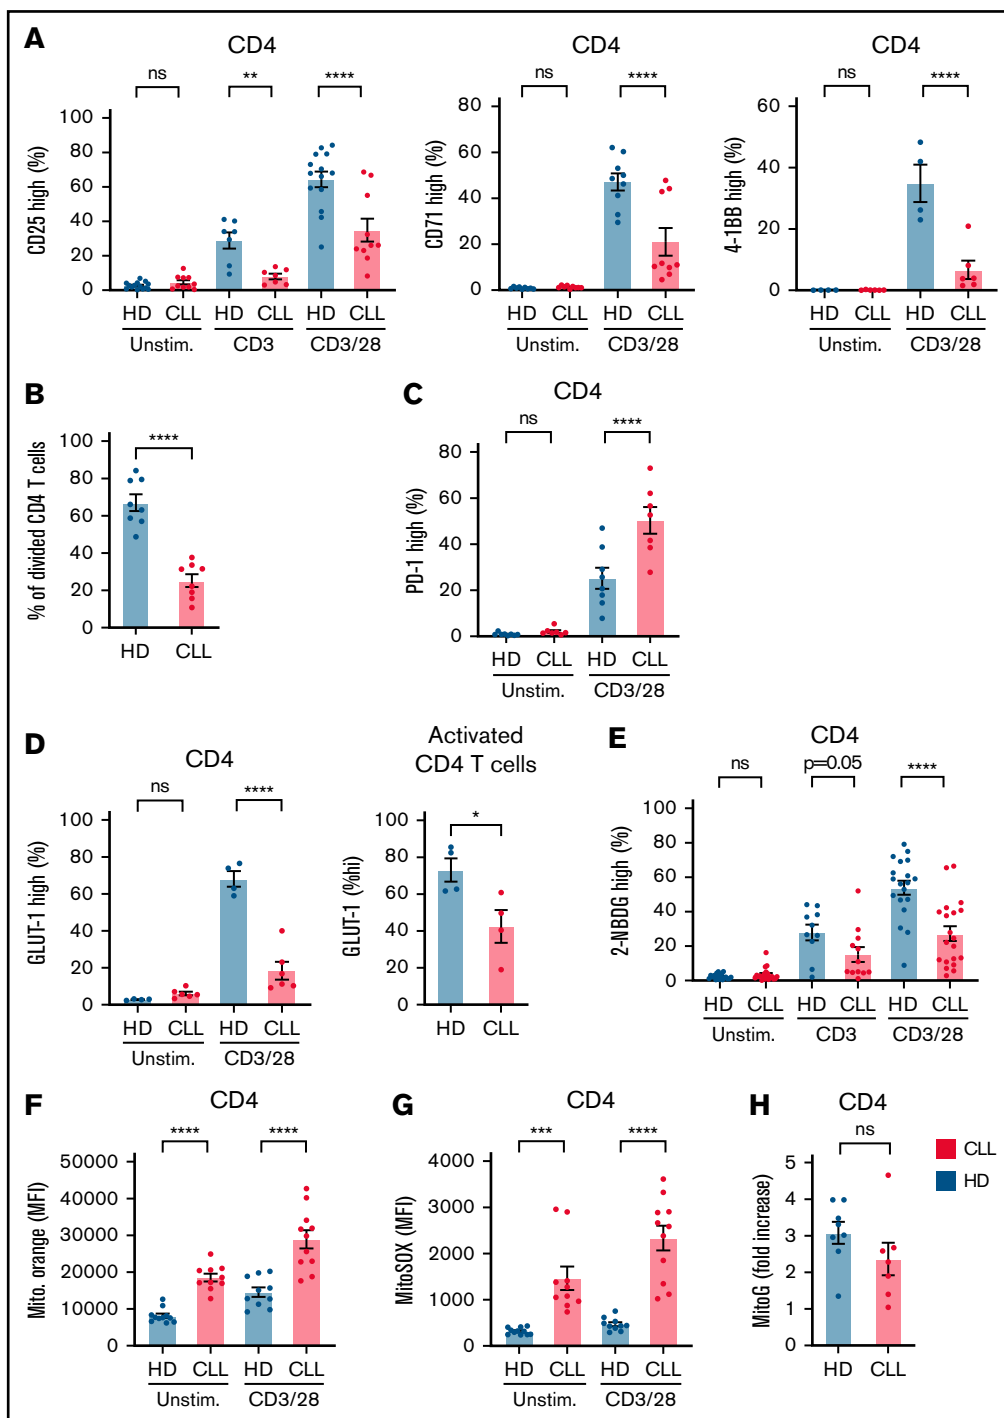 A
CD4
ns
**
****
CD25 high (%)
100
80
60
40
20
0
HD CLL HD CLL HD CLL
Unstim. CD3 CD3/28
CD4
ns
****
CD71 high (%)
80
60
40
20
0
HD CLL HD CLL
Unstim. CD3/28
CD4
ns
****
4-1BB high (%)
60
40
20
0
HD CLL HD CLL
Unstim. CD3/28
B
****
% of divided CD4 T cells
100
80
60
40
20
0
HD CLL
C
CD4
ns
****
PD-1 high (%)
80
60
40
20
0
HD CLL HD CLL
Unstim. CD3/28
D
CD4
ns
****
GLUT-1 high (%)
100
80
60
40
20
0
HD CLL HD CLL
Unstim. CD3/28
Activated
CD4 T cells
*
GLUT-1 (%hi)
100
80
60
40
20
0
HD CLL
E
CD4
ns
p=0.05
****
2-NBDG high (%)
100
80
60
40
20
0
HD CLL HD CLL HD CLL
Unstim. CD3 CD3/28
F
CD4
****
****
Mito. orange (MFI)
50000
40000
30000
20000
10000
0
HD CLL HD CLL
Unstim. CD3/28
G
CD4
***
****
MitoSOX (MFI)
4000
3000
2000
1000
0
HD CLL HD CLL
Unstim. CD3/28
H
CD4
ns
MitoG (fold increase)
5
4
3
2
1
0
HD CLL
CLL
HD